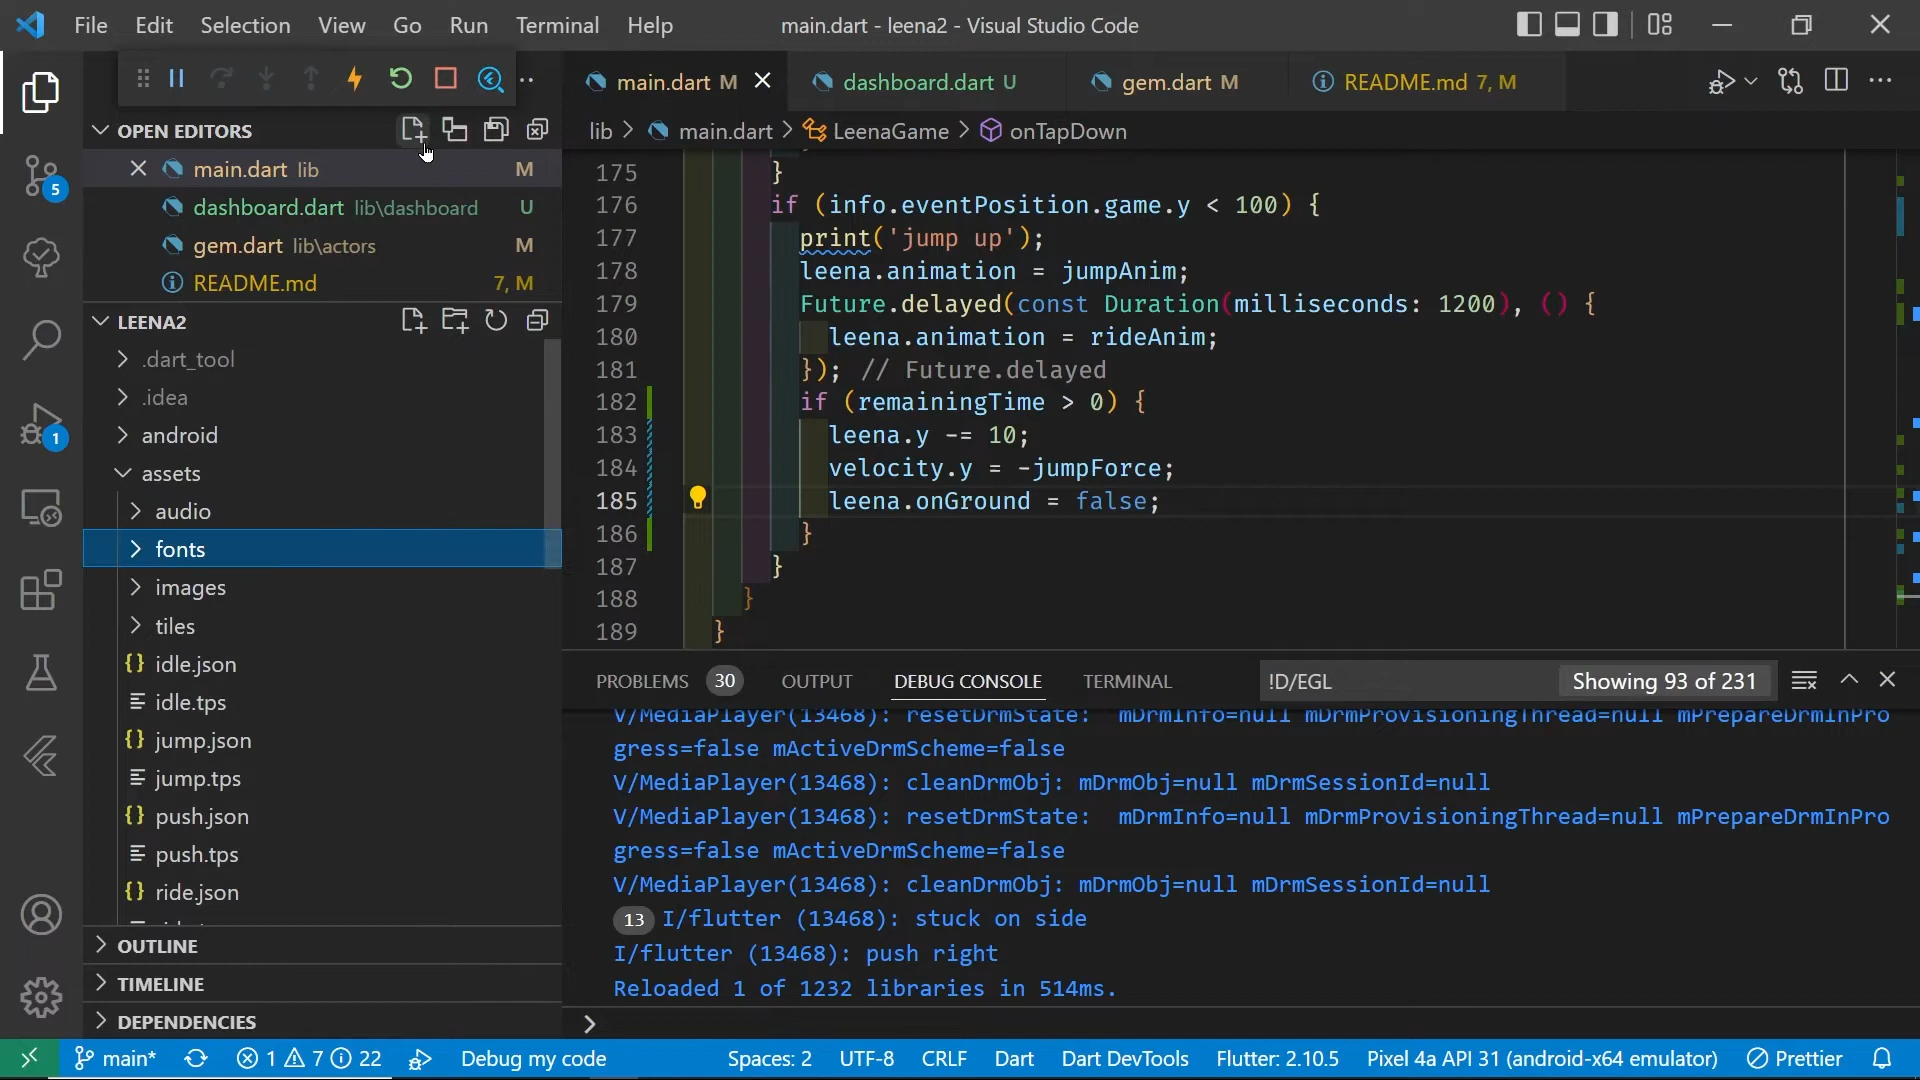 File Edit Selection View Go Run Terminal Help main.dart - leena2 - Visual Studio Code
main.dart M dashboard.dart U gem.dart M README.md 7, M
OPEN EDITORS
lib > main.dart > LeenaGame > onTapDown
main.dart lib M
dashboard.dart lib\dashboard U
gem.dart lib\actors M
README.md 7, M
LEENA2
.dart_tool
.idea
android
assets
audio
fonts
images
tiles
idle.json
idle.tps
jump.json
jump.tps
push.json
push.tps
ride.json
OUTLINE
TIMELINE
DEPENDENCIES
5
1
175 }
176 if (info.eventPosition.game.y < 100) {
177 print('jump up');
178 leena.animation = jumpAnim;
179 Future.delayed(const Duration(milliseconds: 1200), () {
180 leena.animation = rideAnim;
181 }); // Future.delayed
182 if (remainingTime > 0) {
183 leena.y -= 10;
184 velocity.y = -jumpForce;
185 leena.onGround = false;
186 }
187 }
188 }
189 }
PROBLEMS 30 OUTPUT DEBUG CONSOLE TERMINAL !D/EGL Showing 93 of 231
V/MediaPlayer(13468): resetDrmState: mDrmInfo=null mDrmProvisioningThread=null mPrepareDrmInPro
gress=false mActiveDrmScheme=false
V/MediaPlayer(13468): cleanDrmObj: mDrmObj=null mDrmSessionId=null
V/MediaPlayer(13468): resetDrmState: mDrmInfo=null mDrmProvisioningThread=null mPrepareDrmInPro
gress=false mActiveDrmScheme=false
V/MediaPlayer(13468): cleanDrmObj: mDrmObj=null mDrmSessionId=null
13 I/flutter (13468): stuck on side
I/flutter (13468): push right
Reloaded 1 of 1232 libraries in 514ms.
main* 1 7 22 Debug my code Spaces: 2 UTF-8 CRLF Dart Dart DevTools Flutter: 2.10.5 Pixel 4a API 31 (android-x64 emulator) Prettier